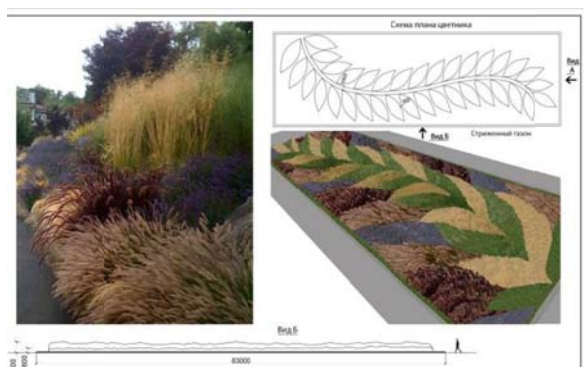 Схема плана цветника
Вид
А
Вид Б
Стриженный газон
Вид Б
83000